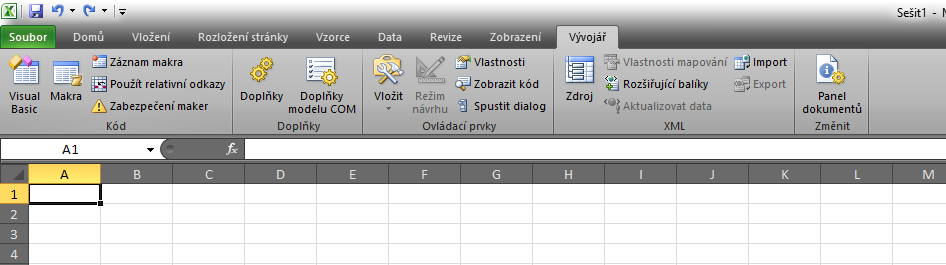 Sešit1 - M
Soubor Domů Vložení Rozložení stránky Vzorce Data Revize Zobrazení Vývojář
Visual Basic
Makra
Záznam makra
Použít relativní odkazy
Zabezpečení maker
Kód
Doplňky
Doplňky modelu COM
Doplňky
Vložit
Režim návrhu
Vlastnosti
Zobrazit kód
Spustit dialog
Ovládací prvky
Zdroj
Vlastnosti mapování
Rozšiřující balíky
Aktualizovat data
Import
Export
XML
Panel dokumentů
Změnit
A1 fx
A B C D E F G H I J K L M
1
2
3
4